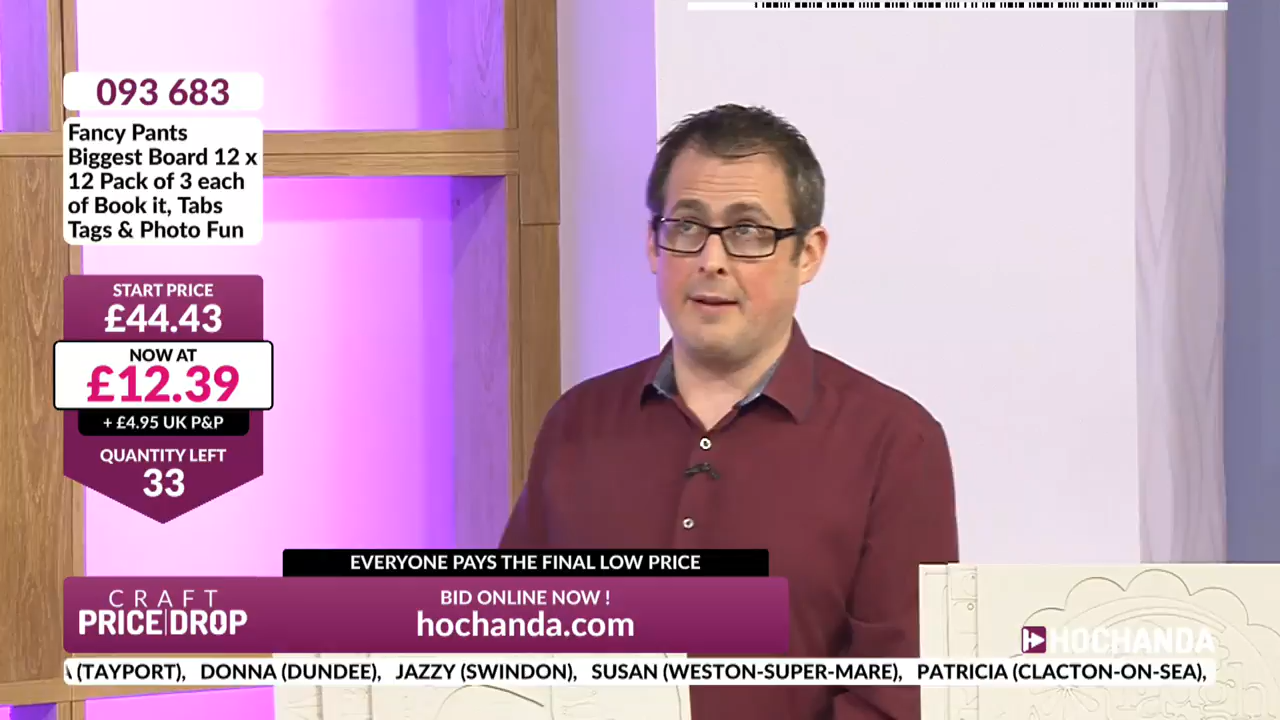 093 683
Fancy Pants
Biggest Board 12 x
12 Pack of 3 each
of Book it, Tabs
Tags & Photo Fun
START PRICE
£44.43
NOW AT
£12.39
+ £4.95 UK P&P
QUANTITY LEFT
33
EVERYONE PAYS THE FINAL LOW PRICE
CRAFT
PRICE DROP
BID ONLINE NOW !
hochanda.com
HOCHANDA
(TAYPORT), DONNA (DUNDEE), JAZZY (SWINDON), SUSAN (WESTON-SUPER-MARE), PATRICIA (CLACTON-ON-SEA),
laugh